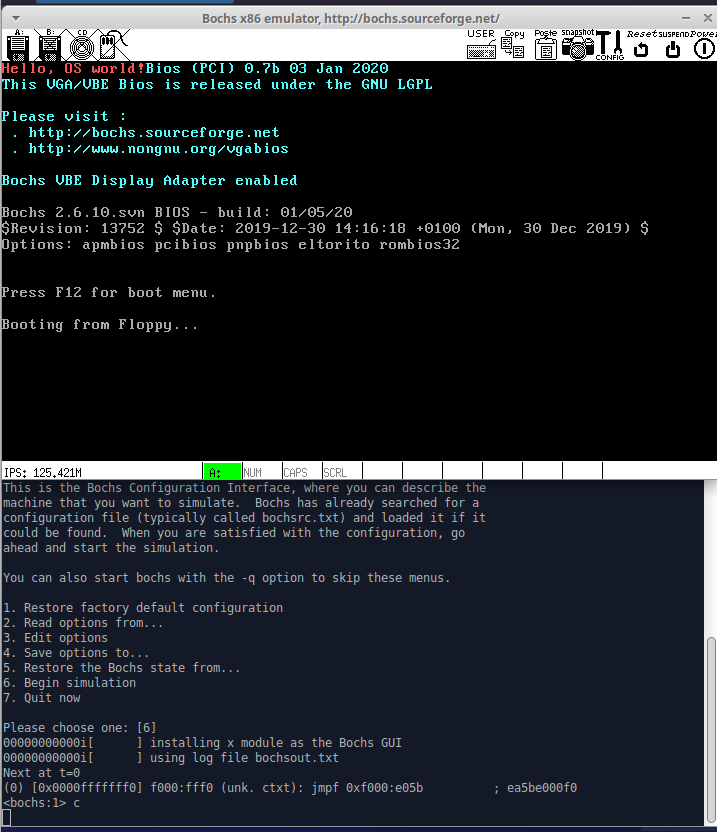 Bochs x86 emulator, http://bochs.sourceforge.net/
A: B: CD USER Copy Poste snapshot CONFIG Reset SUSPEND Power
Hello, OS world!Bios (PCI) 0.7b 03 Jan 2020
This VGA/VBE Bios is released under the GNU LGPL
Please visit :
. http://bochs.sourceforge.net
. http://www.nongnu.org/vgabios
Bochs VBE Display Adapter enabled
Bochs 2.6.10.svn BIOS - build: 01/05/20
$Revision: 13752 $ $Date: 2019-12-30 14:16:18 +0100 (Mon, 30 Dec 2019) $
Options: apmbios pcibios pnpbios eltorito rombios32
Press F12 for boot menu.
Booting from Floppy...
IPS: 125.421M A: NUM CAPS SCRL
This is the Bochs Configuration Interface, where you can describe the
machine that you want to simulate.  Bochs has already searched for a
configuration file (typically called bochsrc.txt) and loaded it if it
could be found.  When you are satisfied with the configuration, go
ahead and start the simulation.
You can also start bochs with the -q option to skip these menus.
1. Restore factory default configuration
2. Read options from...
3. Edit options
4. Save options to...
5. Restore the Bochs state from...
6. Begin simulation
7. Quit now
Please choose one: [6]
00000000000i[      ] installing x module as the Bochs GUI
00000000000i[      ] using log file bochsout.txt
Next at t=0
(0) [0x0000fffffff0] f000:fff0 (unk. ctxt): jmpf 0xf000:e05b          ; ea5be000f0
<bochs:1> c